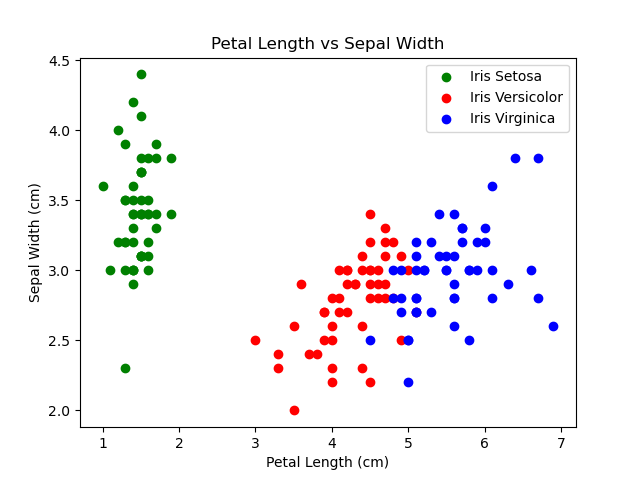 Petal Length vs Sepal Width
4.5
4.0
3.5
3.0
2.5
2.0
Sepal Width (cm)
Iris Setosa
Iris Versicolor
Iris Virginica
1 2 3 4 5 6 7
Petal Length (cm)